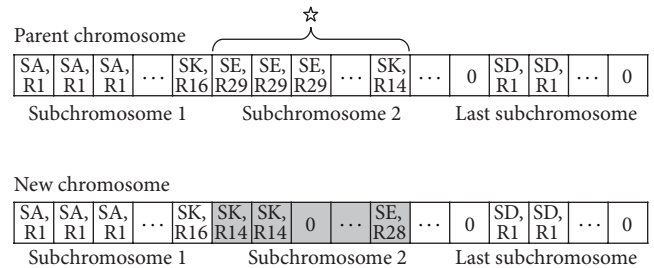 ☆
Parent chromosome
SA, SA, SA, ... SK, SE, SE, SE, ... SK, ... 0 SD, SD, ... 0
R1 R1 R1 R16 R29 R29 R29 R14 R1 R1
Subchromosome 1 Subchromosome 2 Last subchromosome
New chromosome
SA, SA, SA, ... SK, SK, SK, 0 ... SE, ... 0 SD, SD, ... 0
R1 R1 R1 R16 R14 R14 R28 R1 R1
Subchromosome 1 Subchromosome 2 Last subchromosome